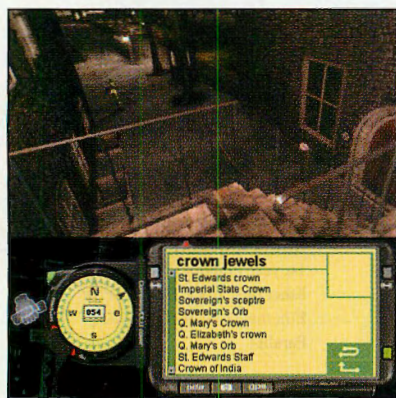 crown jewels
St. Edwards crown
Imperial State Crown
Sovereign's sceptre
Sovereign's Orb
Q. Mary's Crown
Q. Elizabeth's crown
Q. Mary's Orb
St. Edwards Staff
Crown of India
N
W
054
e
S